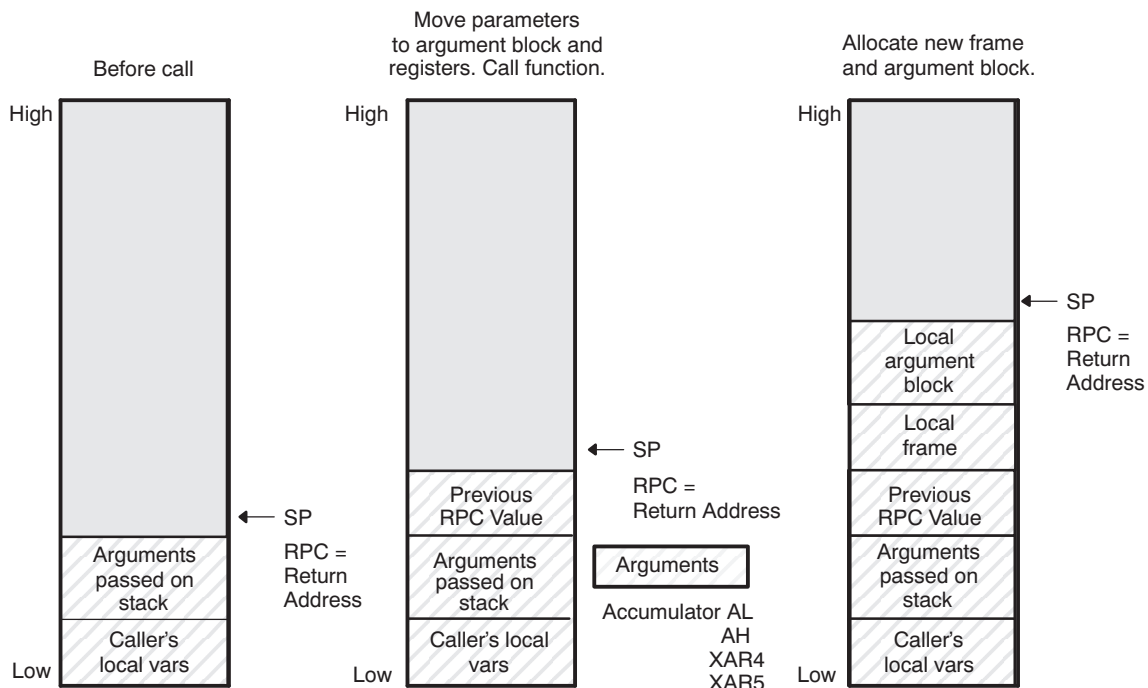 Before call
High
SP
RPC =
Return
Address
Arguments
passed on
stack
Caller's
local vars
Low
Move parameters
to argument block and
registers. Call function.
High
SP
RPC =
Return Address
Previous
RPC Value
Arguments
passed on
stack
Caller's local
vars
Low
Arguments
Accumulator AL
AH
XAR4
XAR5
Allocate new frame
and argument block.
High
SP
RPC =
Return
Address
Local
argument
block
Local
frame
Previous
RPC Value
Arguments
passed on
stack
Caller's
local vars
Low